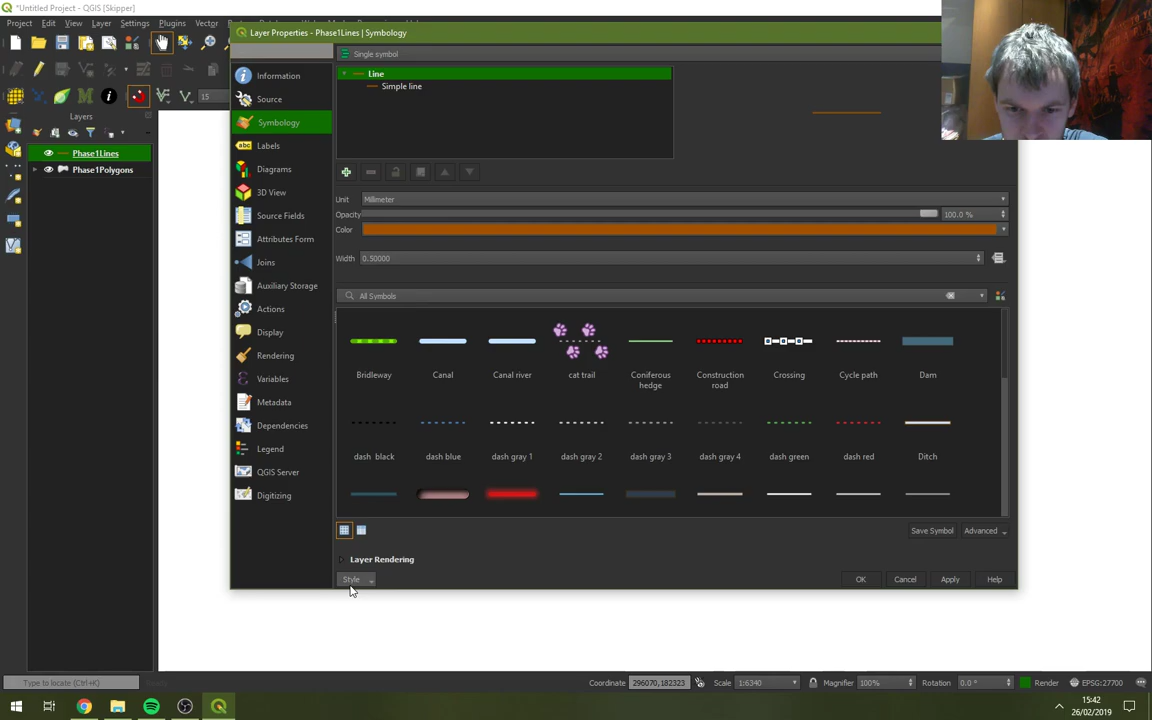 *Untitled Project - QGIS [Skipper]
Project Edit View Layer Settings Plugins Vector
Layer Properties - Phase1Lines | Symbology
Information
Source
Symbology
Labels
Diagrams
3D View
Source Fields
Attributes Form
Joins
Auxiliary Storage
Actions
Display
Rendering
Variables
Metadata
Dependencies
Legend
QGIS Server
Digitizing
Single symbol
Line
Simple line
15
Layers
Phase1Lines
Phase1Polygons
Unit Millimeter
Opacity 100.0 %
Color
Width 0.50000
All Symbols
Bridleway Canal Canal river cat trail Coniferous hedge Construction road Crossing Cycle path Dam
dash black dash blue dash gray 1 dash gray 2 dash gray 3 dash gray 4 dash green dash red Ditch
Save Symbol Advanced
Layer Rendering
Style OK Cancel Apply Help
Type to locate (Ctrl+K) Coordinate 296070,182323 Scale 1:6340 Magnifier 100% Rotation 0.0 ° Render EPSG:27700
15:42
26/02/2019